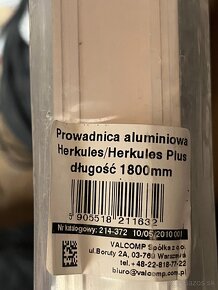 Prowadnica aluminiowa
Herkules/Herkules Plus
długość 1800mm
5 905518 211632
Nr katalogowy: 214-372 10/05/2010 001
VALCOMP Spółka z o.o.
ul. Boruty 2A, 03-769 Warszawa
tel. +48-22-818-77-22
biuro@valcomp.com.pl